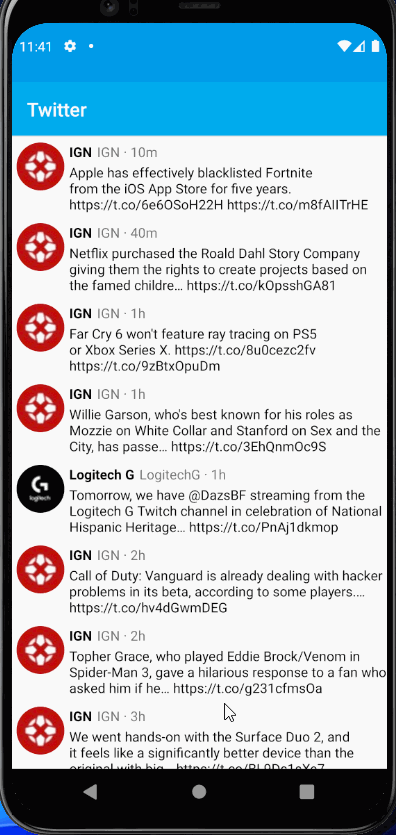 11:41
Twitter
IGN IGN · 10m
Apple has effectively blacklisted Fortnite
from the iOS App Store for five years.
https://t.co/6e6OSoH22H https://t.co/m8fAIITrHE
IGN IGN · 40m
Netflix purchased the Roald Dahl Story Company
giving them the rights to create projects based on
the famed childre… https://t.co/kOpsshGA81
IGN IGN · 1h
Far Cry 6 won't feature ray tracing on PS5
or Xbox Series X. https://t.co/8u0cezc2fv
https://t.co/9zBtxOpuDm
IGN IGN · 1h
Willie Garson, who's best known for his roles as
Mozzie on White Collar and Stanford on Sex and the
City, has passe… https://t.co/3EhQnmOc9S
logitech
Logitech G LogitechG · 1h
Tomorrow, we have @DazsBF streaming from the
Logitech G Twitch channel in celebration of National
Hispanic Heritage… https://t.co/PnAj1dkmop
IGN IGN · 2h
Call of Duty: Vanguard is already dealing with hacker
problems in its beta, according to some players.…
https://t.co/hv4dGwmDEG
IGN IGN · 2h
Topher Grace, who played Eddie Brock/Venom in
Spider-Man 3, gave a hilarious response to a fan who
asked him if he… https://t.co/g231cfmsOa
IGN IGN · 3h
We went hands-on with the Surface Duo 2, and
it feels like a significantly better device than the
original with big…